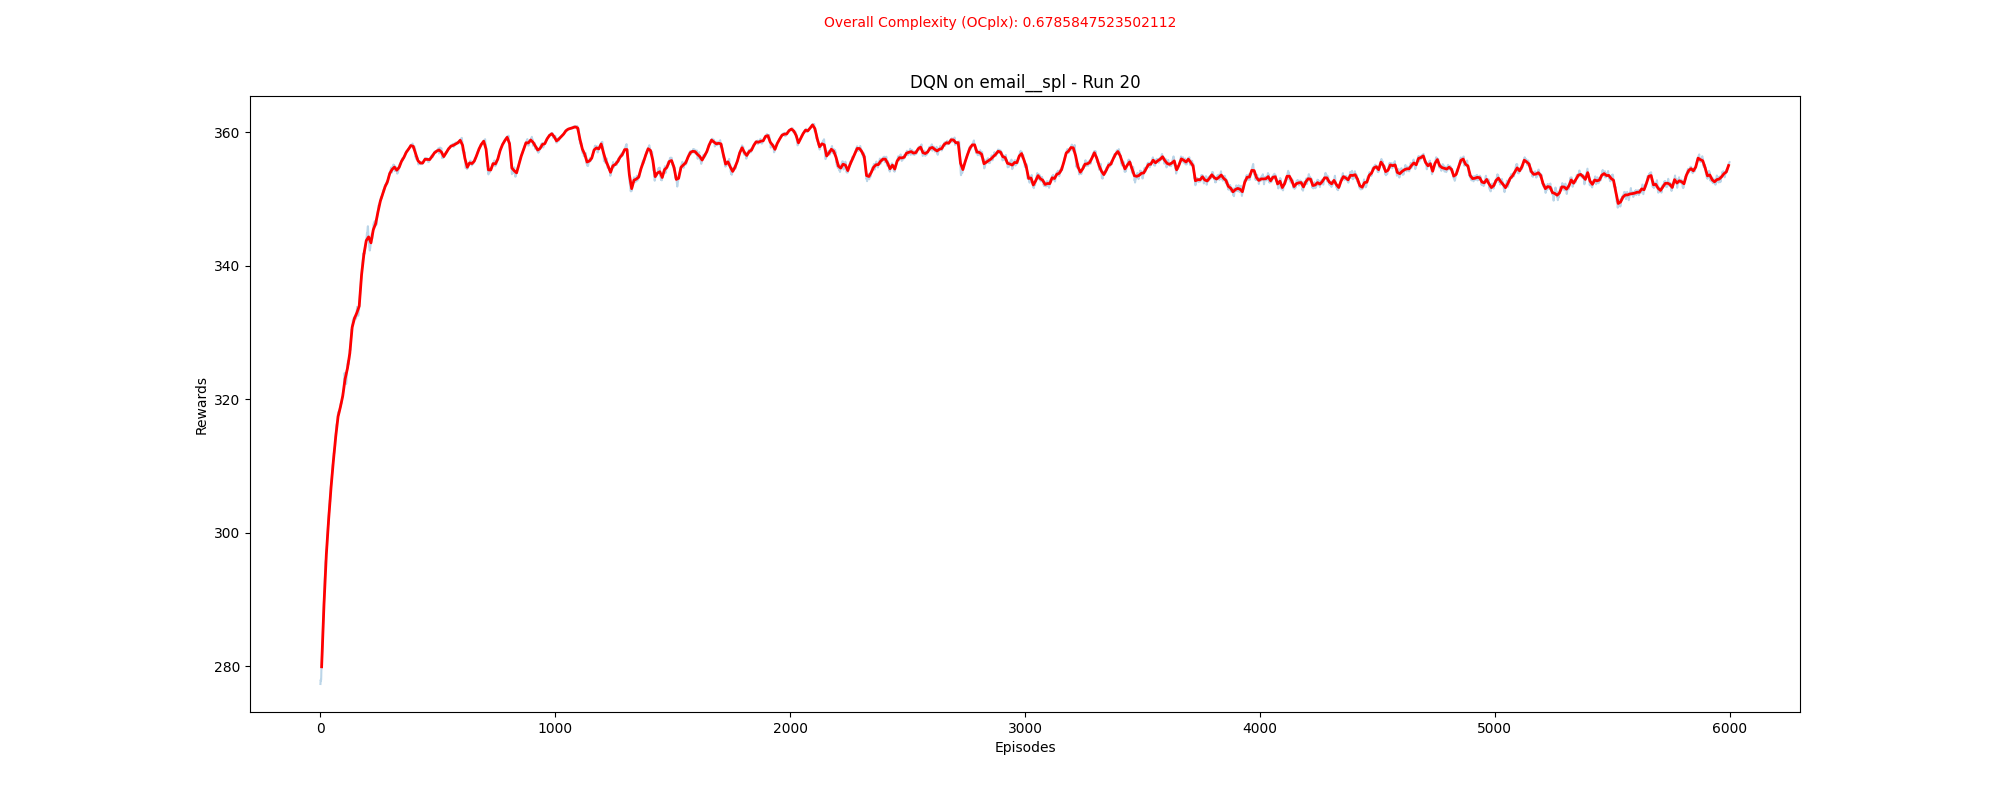 Overall Complexity (OCplx): 0.6785847523502112
DQN on email__spl - Run 20
360
340
320
300
280
Rewards
0 1000 2000 3000 4000 5000 6000
Episodes